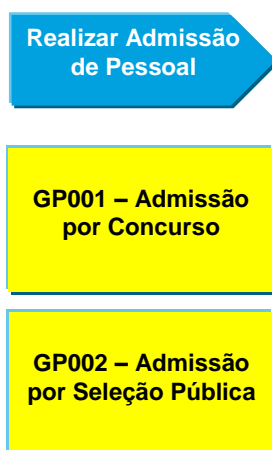 Realizar Admissão
de Pessoal
GP001 – Admissão
por Concurso
GP002 – Admissão
por Seleção Pública